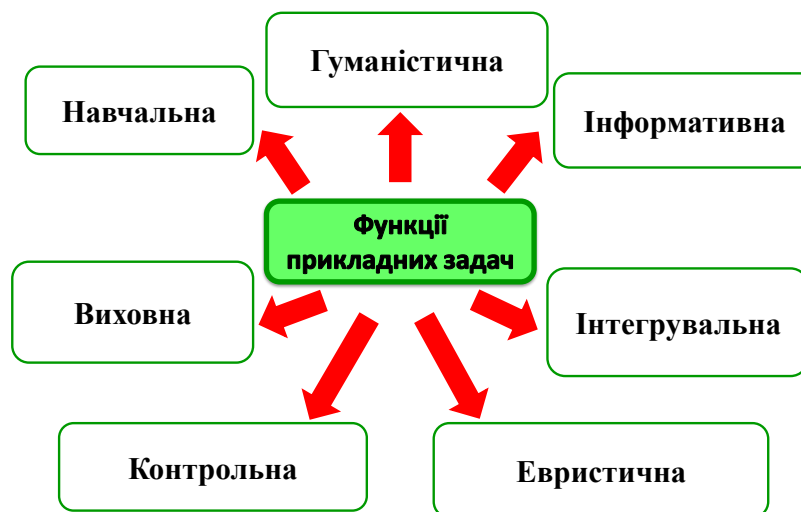 Гуманістична
Навчальна
Інформативна
Функції
прикладних задач
Виховна
Інтегрувальна
Контрольна
Евристична